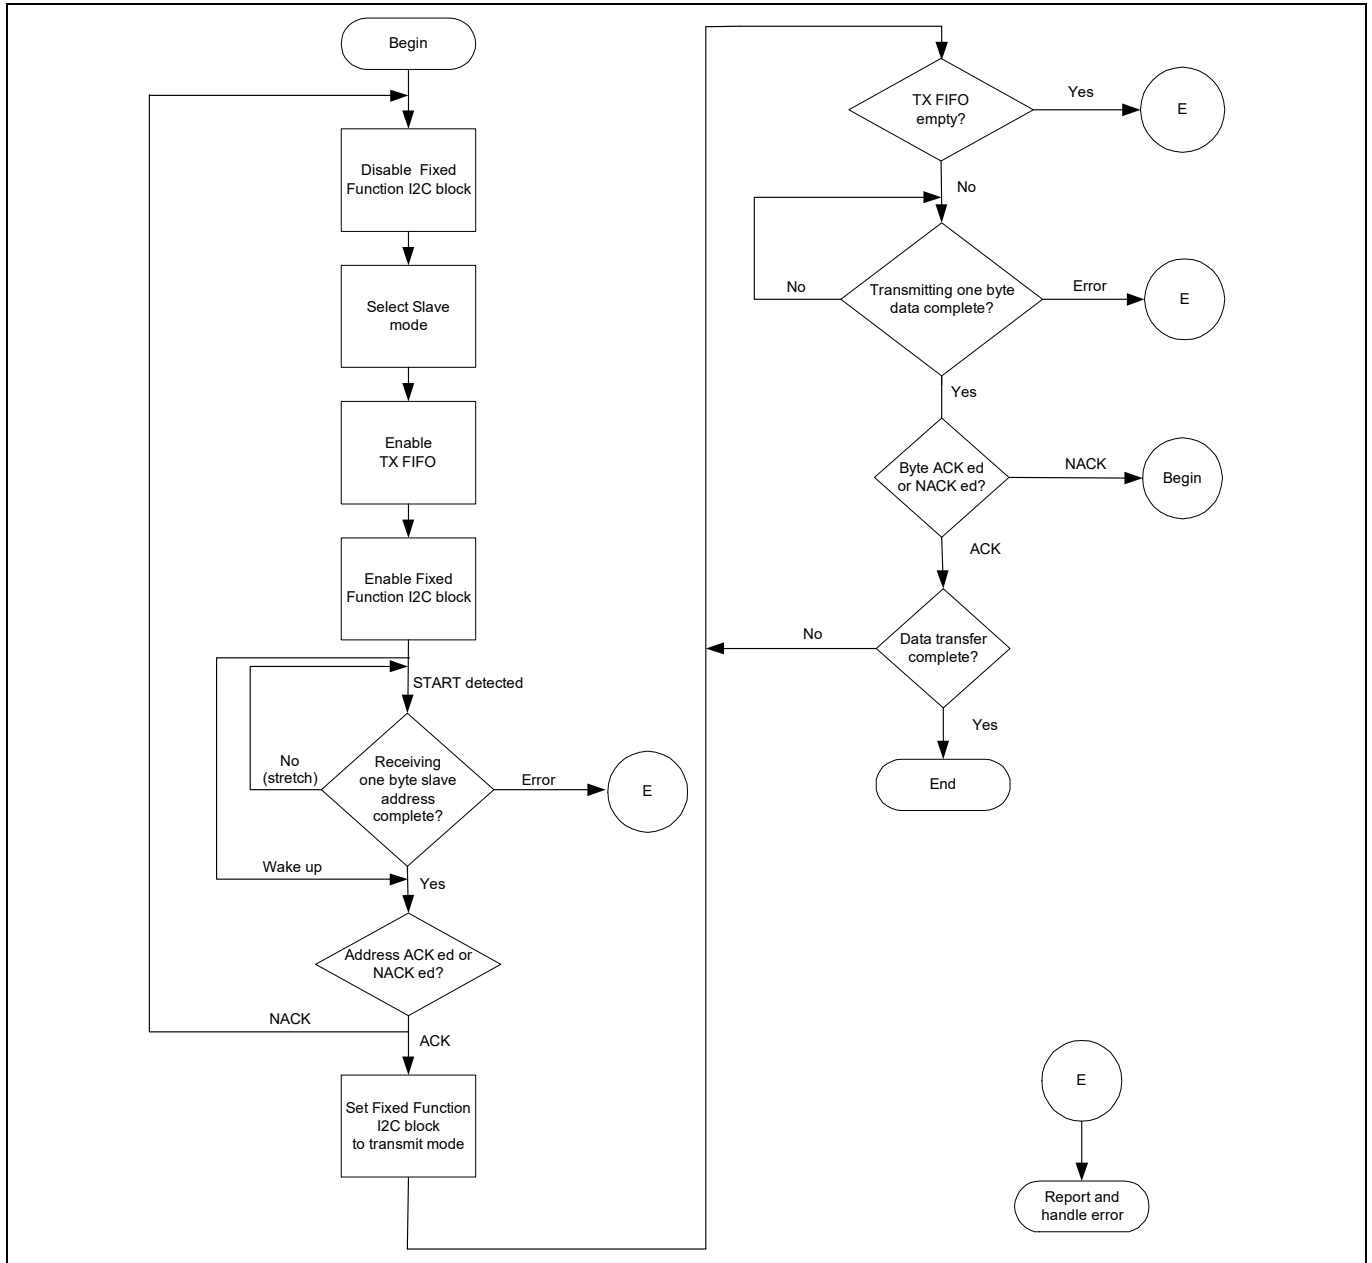 Begin
Disable Fixed
Function I2C block
Select Slave
mode
Enable
TX FIFO
Enable Fixed
Function I2C block
START detected
No
(stretch)
Receiving
one byte slave
address
complete?
Error
E
Wake up
Yes
Address ACK ed or
NACK ed?
NACK
ACK
Set Fixed Function
I2C block
to transmit mode
TX FIFO
empty?
Yes
E
No
No
Transmitting one byte
data complete?
Error
E
Yes
Byte ACK ed
or NACK ed?
NACK
Begin
ACK
No
Data transfer
complete?
Yes
End
E
Report and
handle error